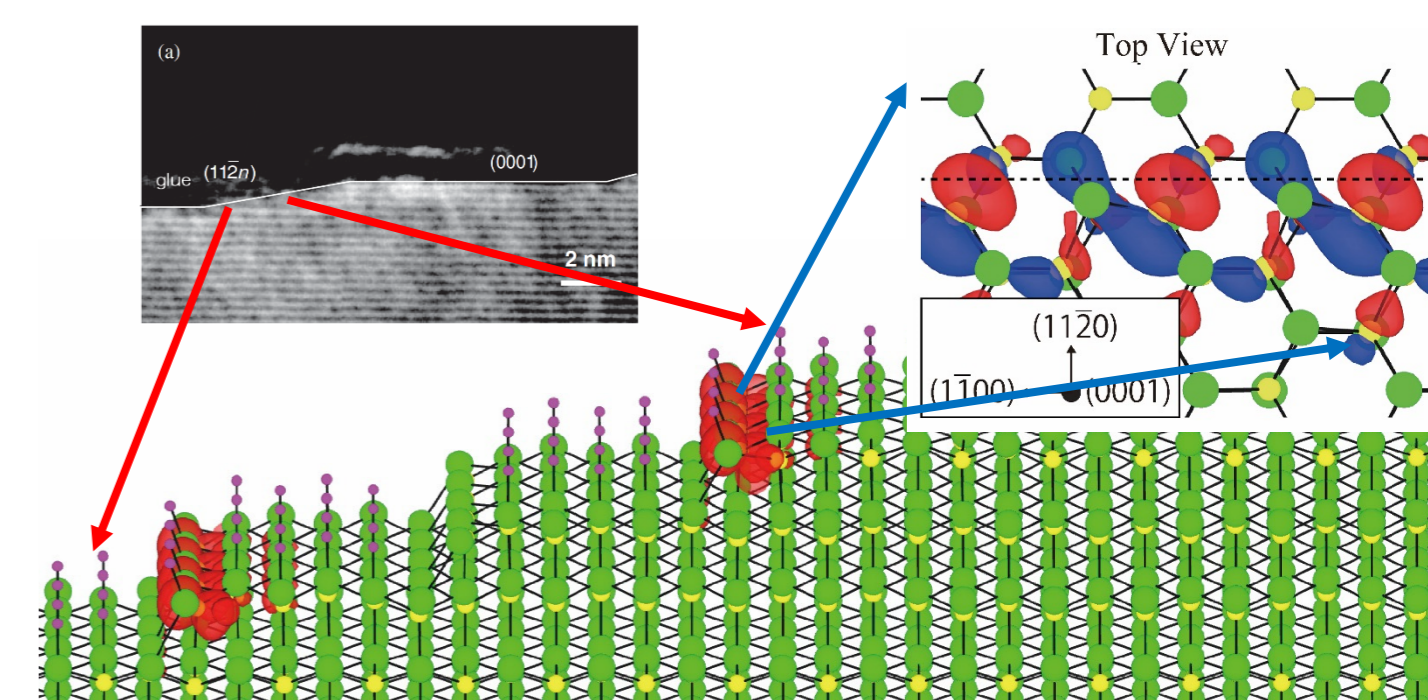 (a)
glue (112̅n)
(0001)
2 nm
Top View
(112̅0)
(11̅00) (0001)